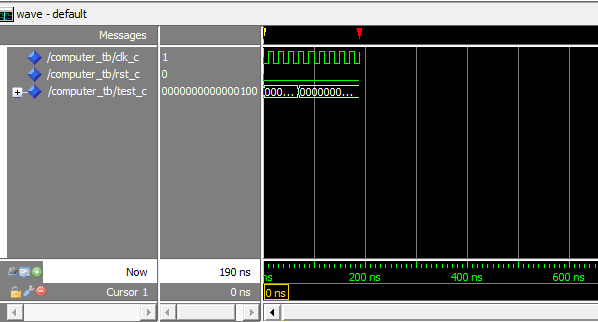 wave - default
Messages
/computer_tb/clk_c 1
/computer_tb/rst_c 0
/computer_tb/test_c 0000000000000100 000... 0000000...
Now 190 ns ns 200 ns 400 ns 600 ns
Cursor 1 0 ns 0 ns